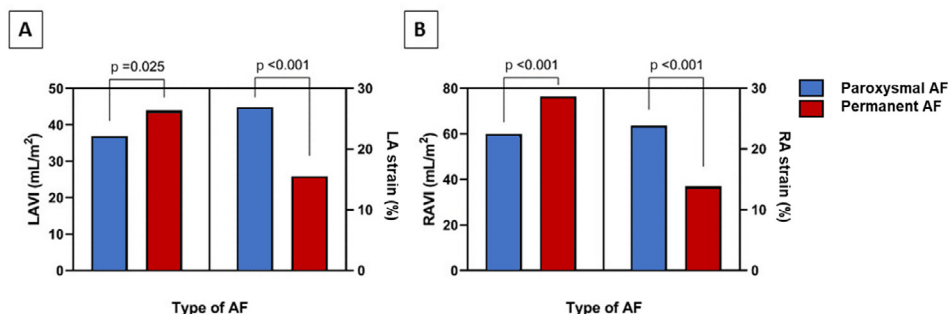 A
p =0.025
p <0.001
50
40
30
20
10
0
LAVI (mL/m²)
30
20
10
0
LA strain (%)
Type of AF
B
p <0.001
p <0.001
80
60
40
20
0
RAVI (mL/m²)
30
20
10
0
RA strain (%)
Type of AF
Paroxysmal AF
Permanent AF